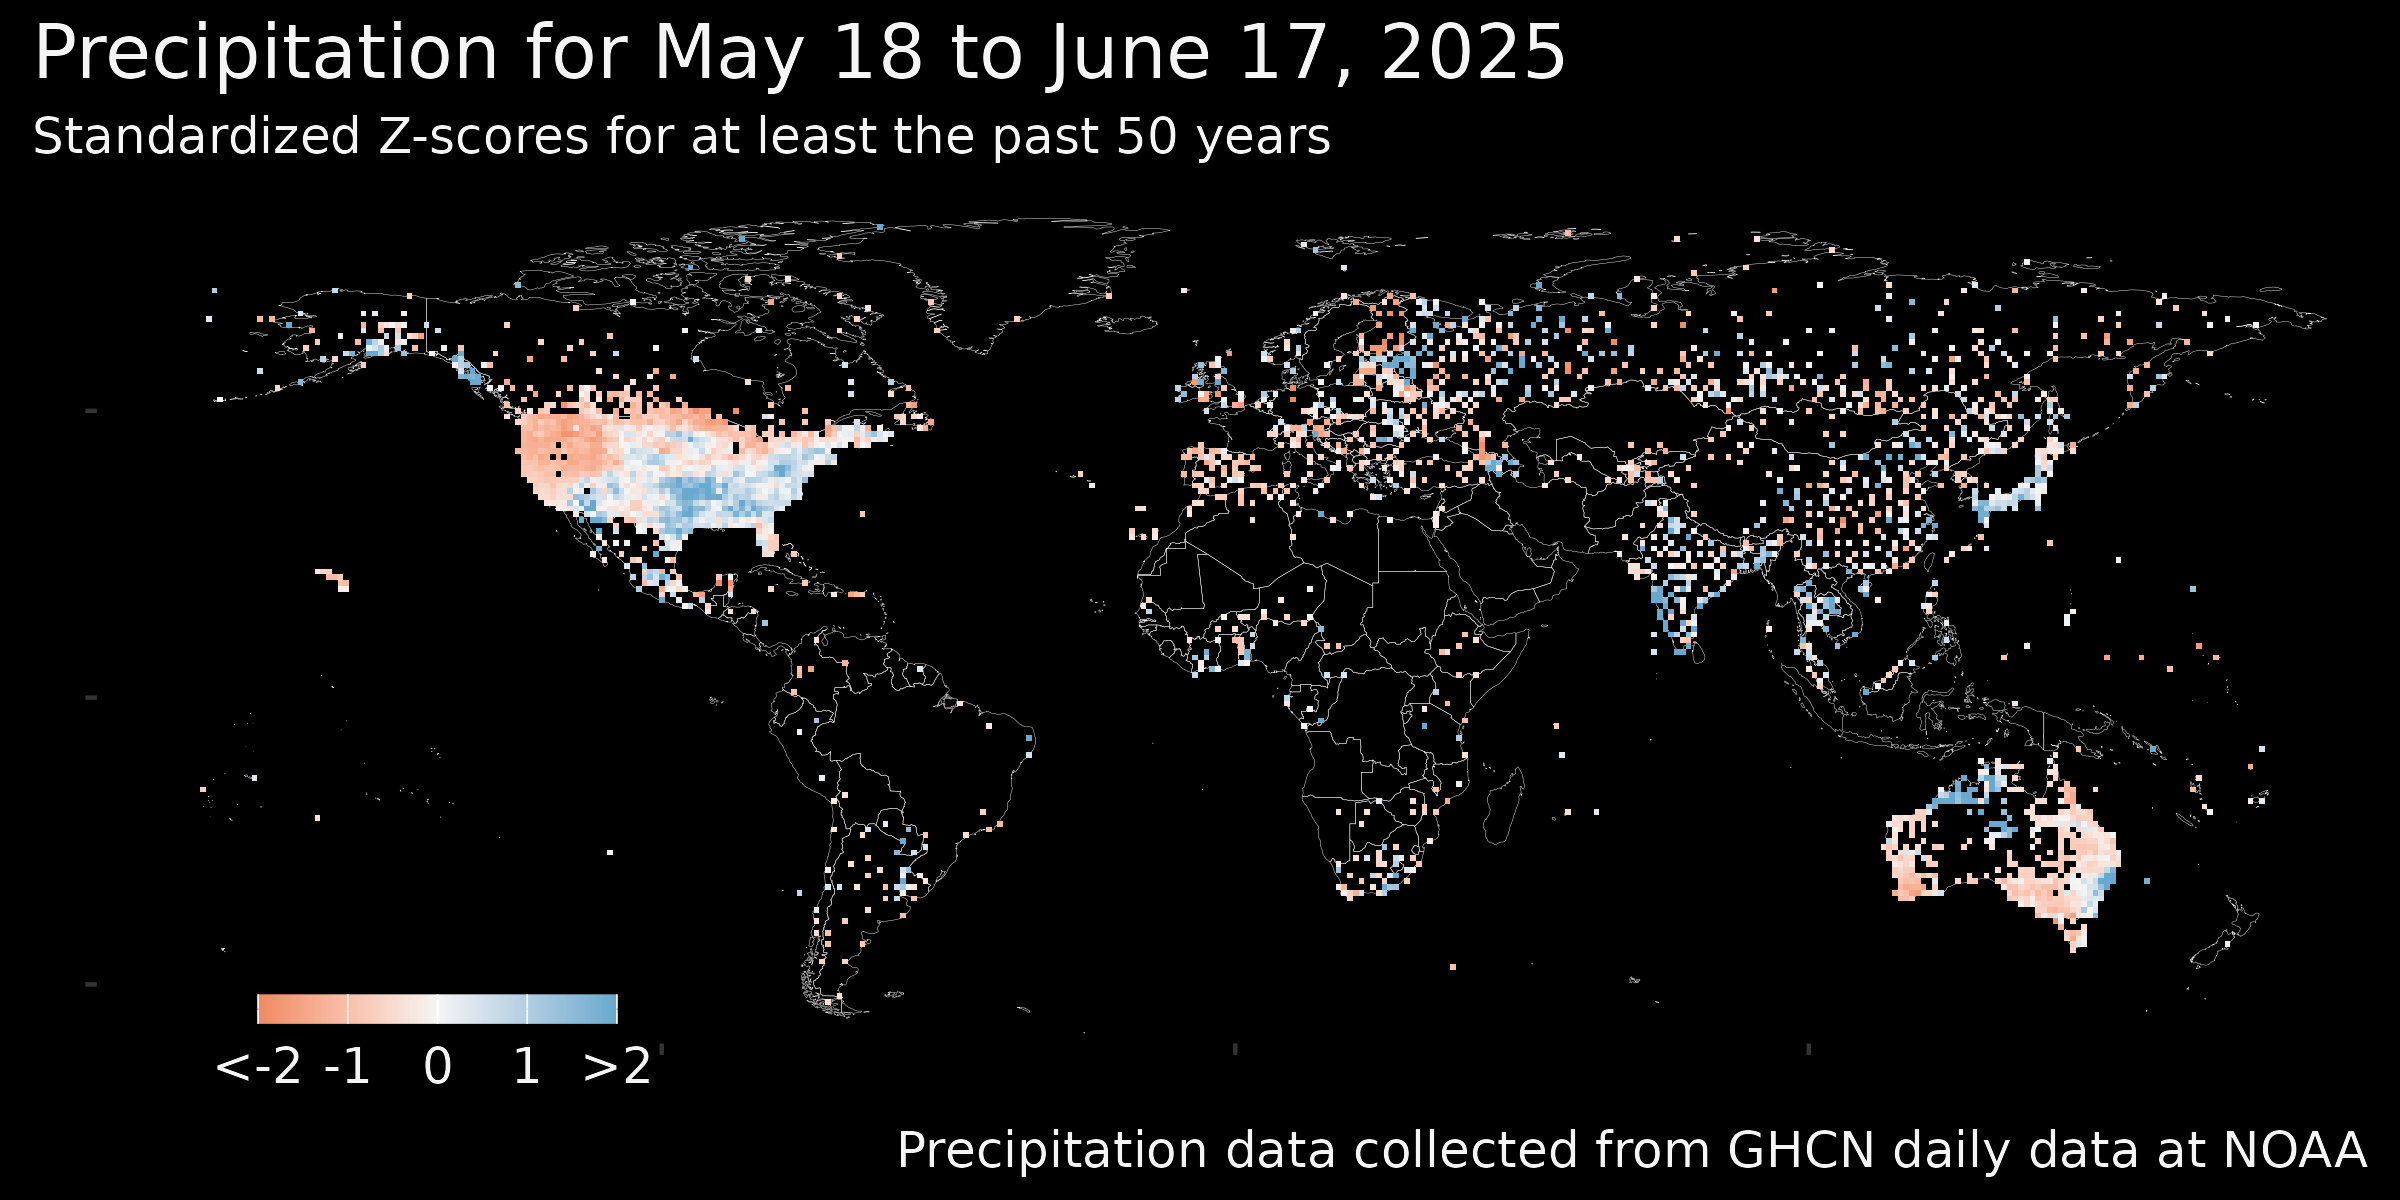 Precipitation for May 18 to June 17, 2025
Standardized Z-scores for at least the past 50 years
<-2 -1 0 1 >2
Precipitation data collected from GHCN daily data at NOAA